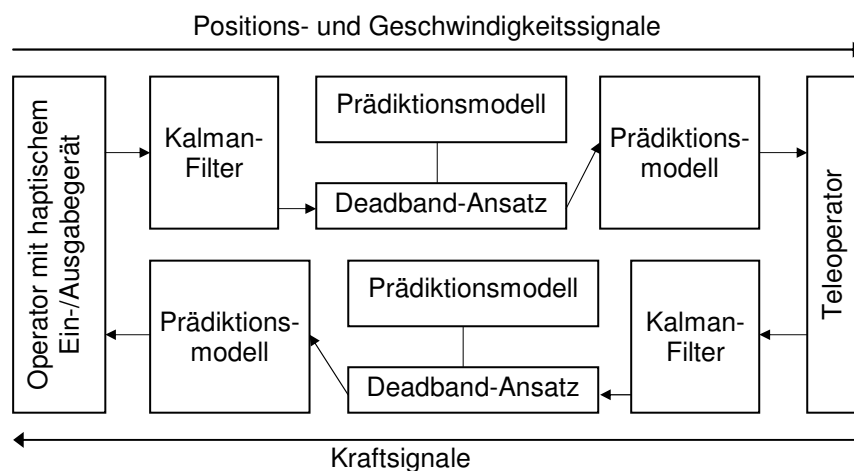 Positions- und Geschwindigkeitssignale
Operator mit haptischem
Ein-/Ausgabegerät
Kalman-
Filter
Prädiktionsmodell
Deadband-Ansatz
Prädiktions-
modell
Teleoperator
Prädiktions-
modell
Prädiktionsmodell
Deadband-Ansatz
Kalman-
Filter
Kraftsignale